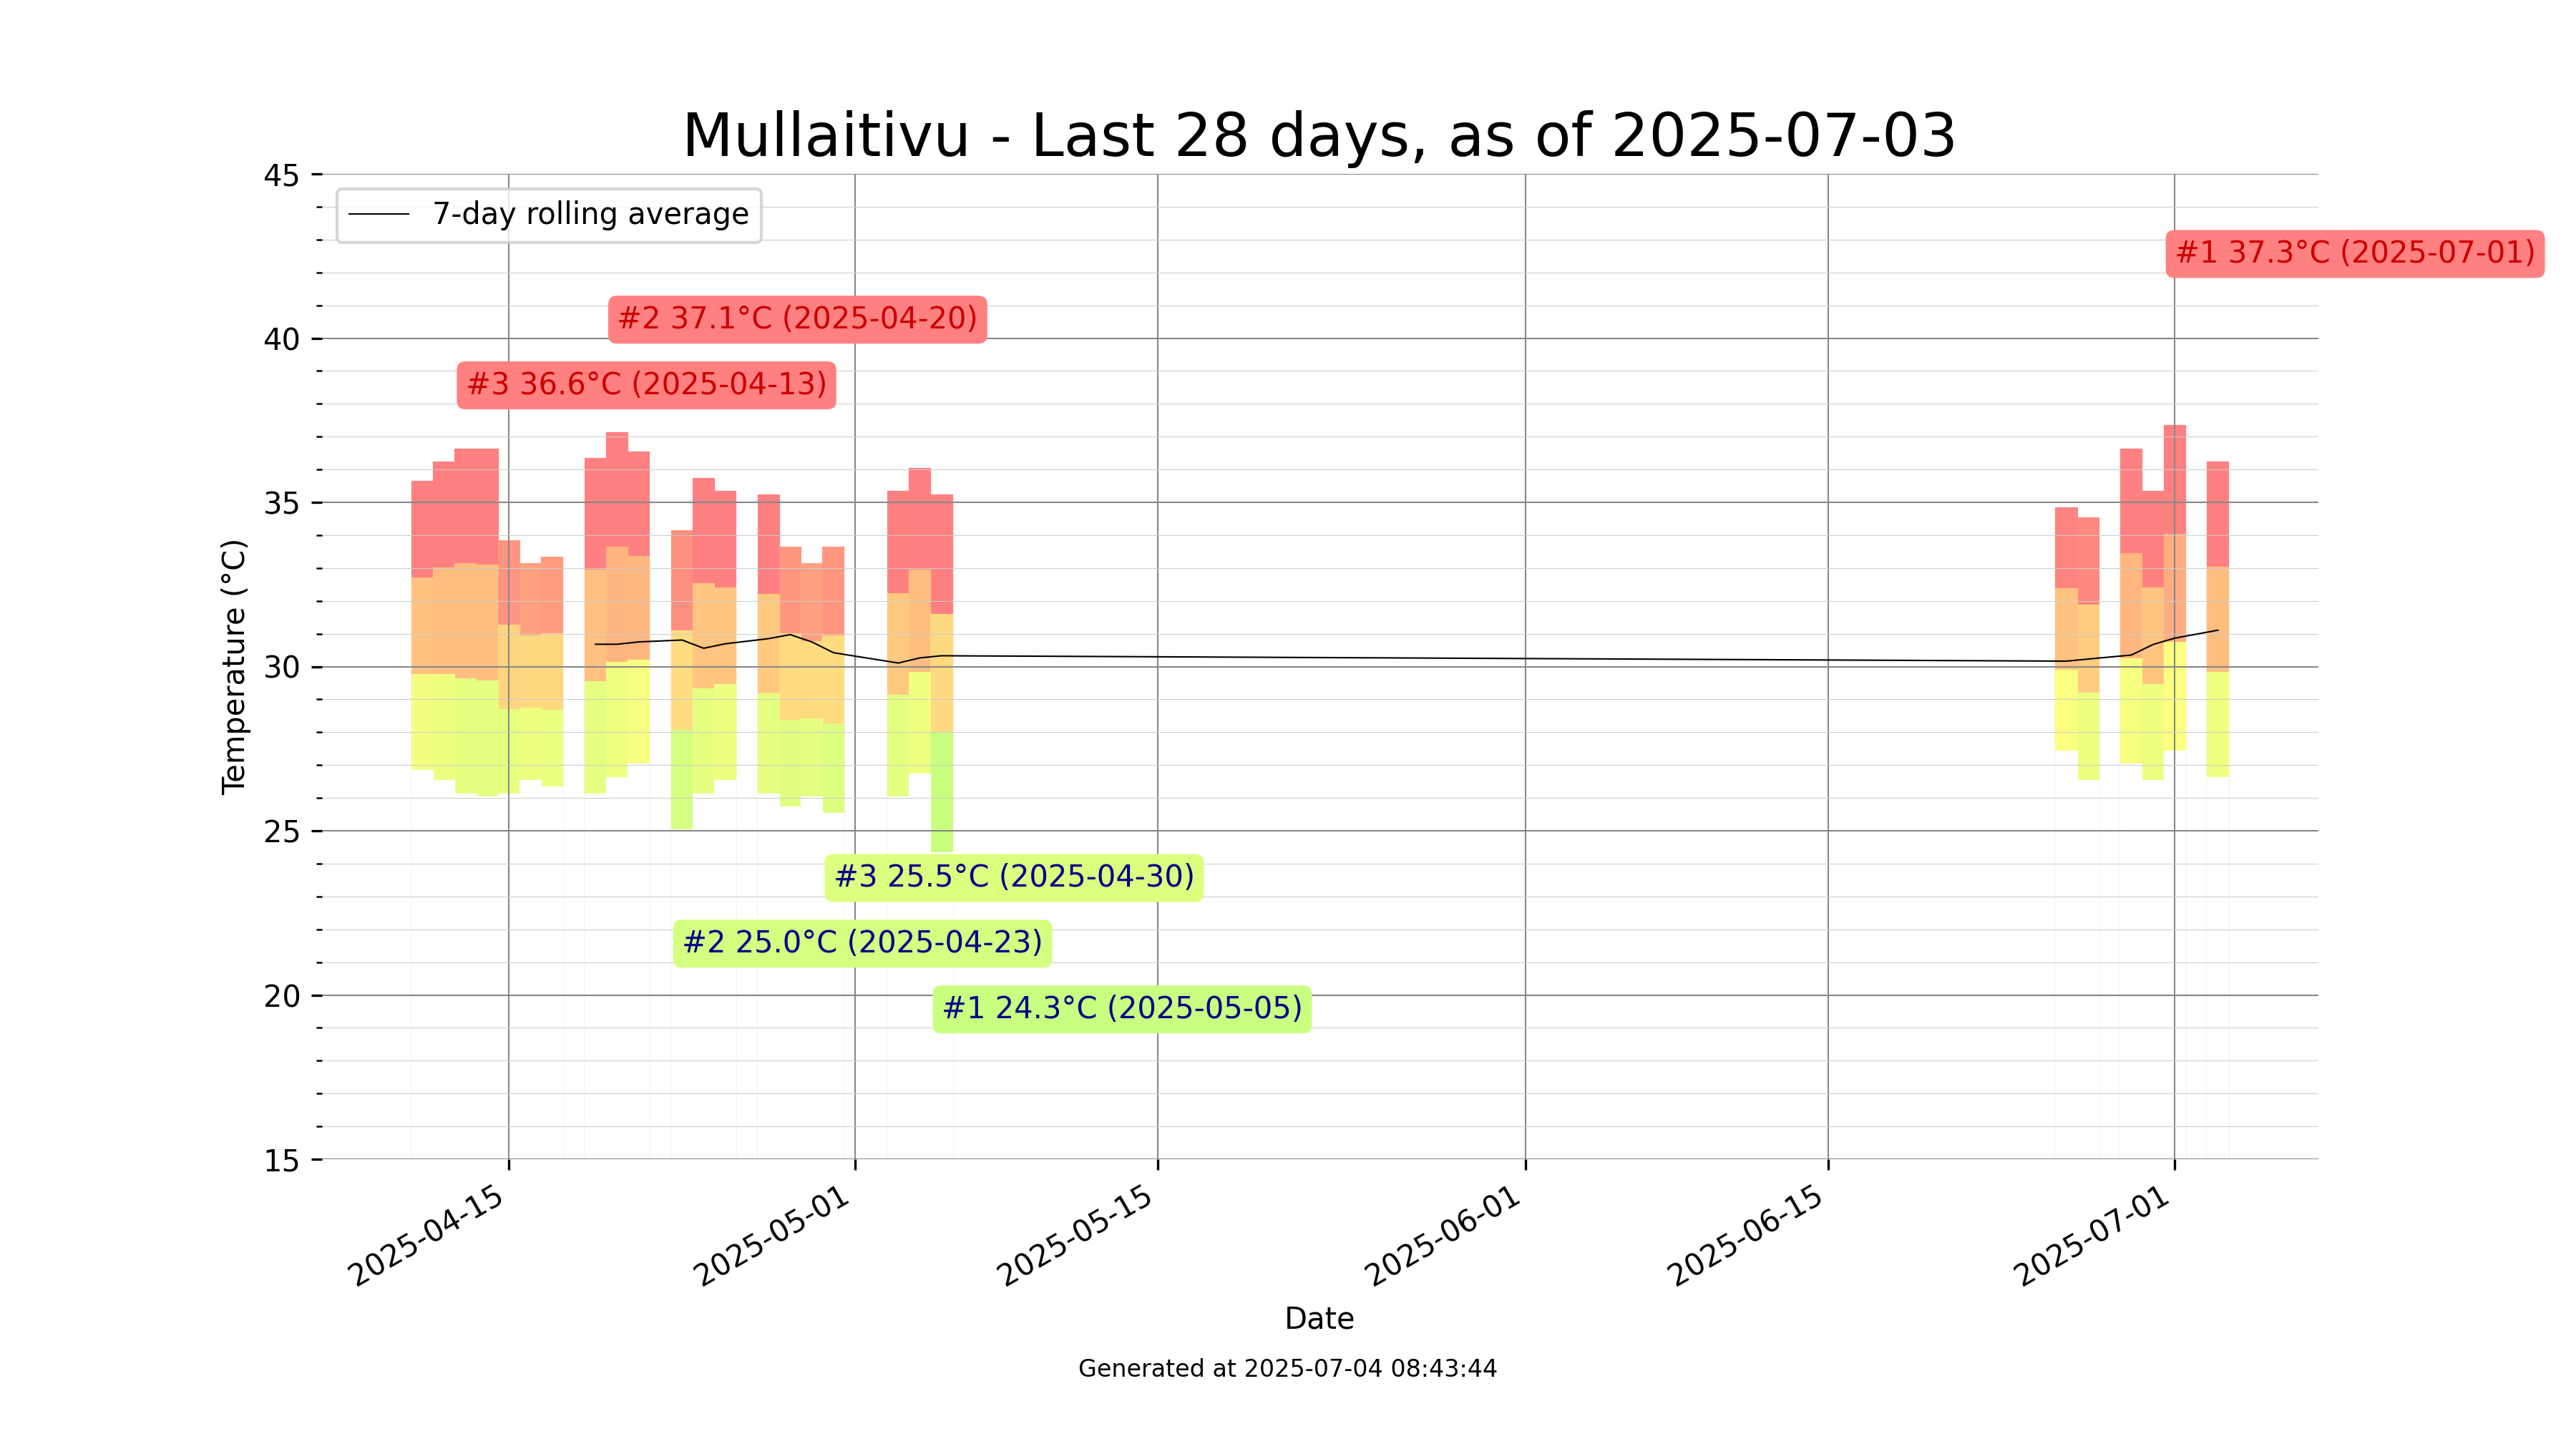 Mullaitivu - Last 28 days, as of 2025-07-03
7-day rolling average
#1 37.3°C (2025-07-01)
#2 37.1°C (2025-04-20)
#3 36.6°C (2025-04-13)
#3 25.5°C (2025-04-30)
#2 25.0°C (2025-04-23)
#1 24.3°C (2025-05-05)
Temperature (°C)
45
40
35
30
25
20
15
2025-04-15
2025-05-01
2025-05-15
2025-06-01
2025-06-15
2025-07-01
Date
Generated at 2025-07-04 08:43:44